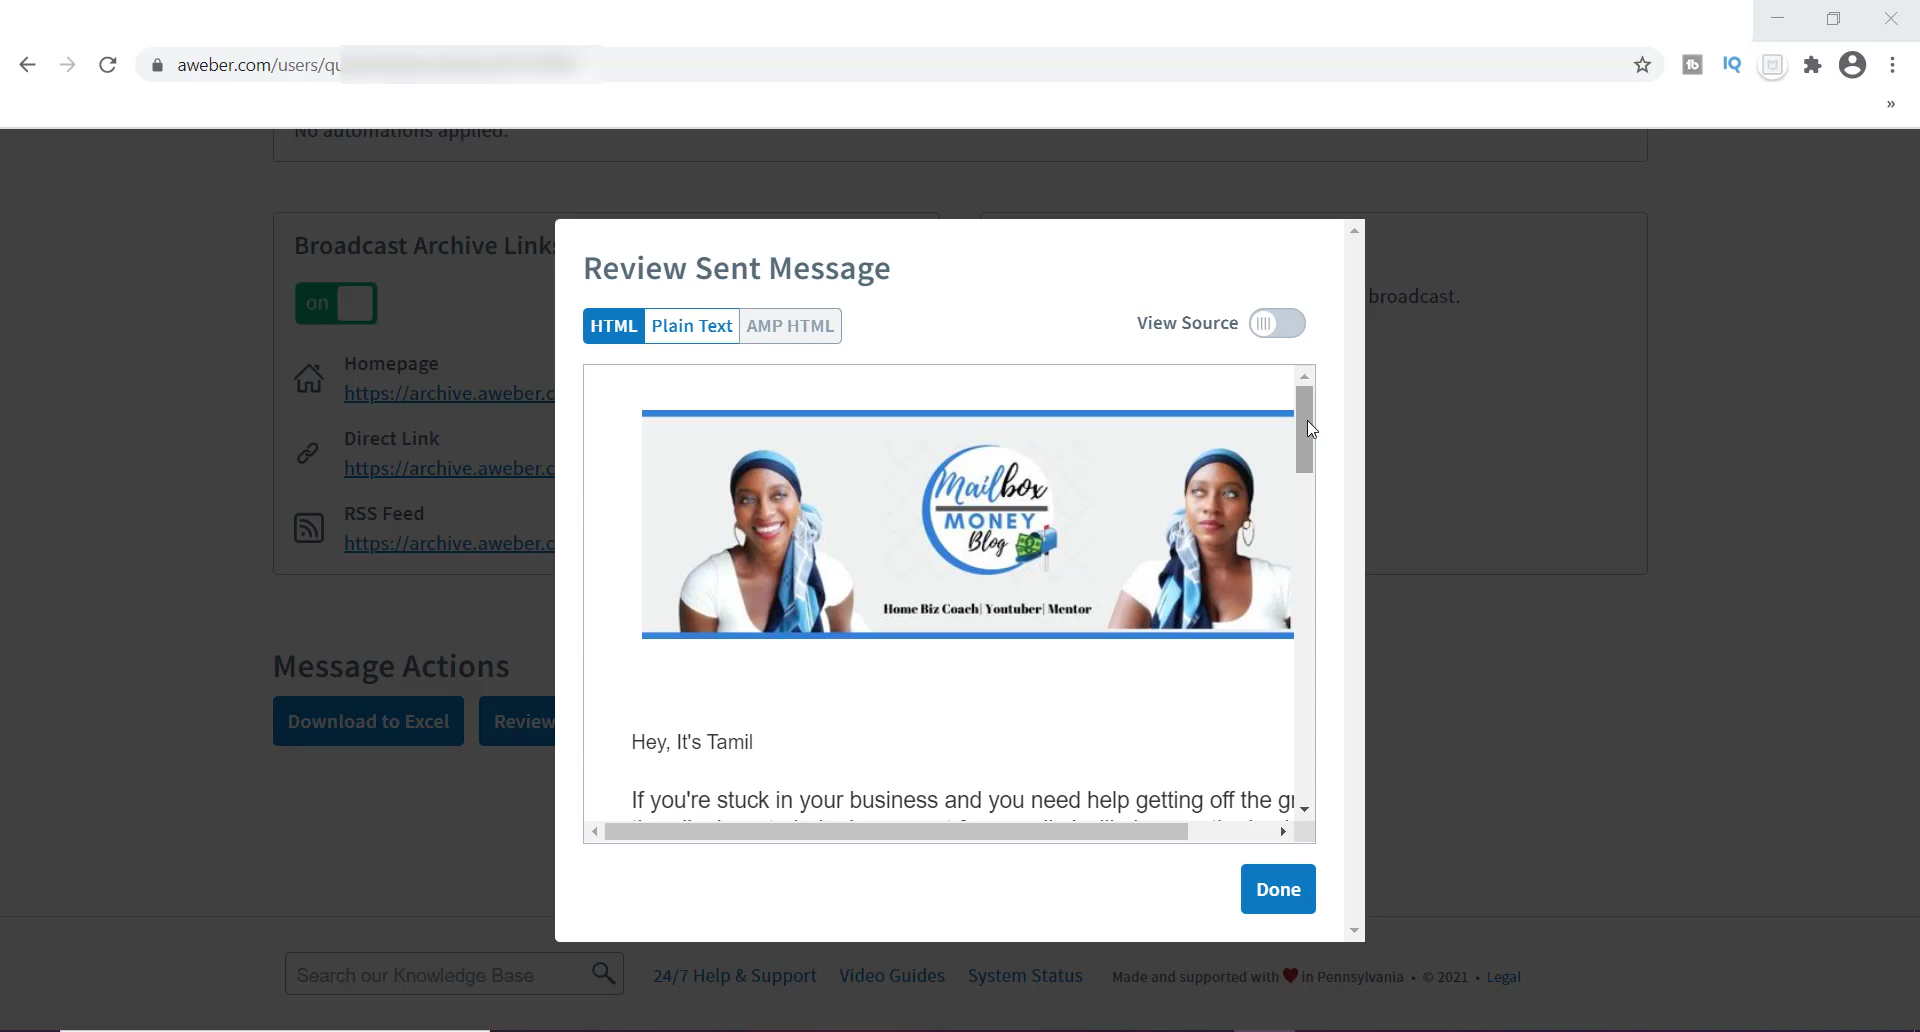 aweber.com/users/qu
No automations applied.
Broadcast Archive Links
on
Homepage
https://archive.aweber.c
Direct Link
https://archive.aweber.c
RSS Feed
https://archive.aweber.c
broadcast.
Message Actions
Download to Excel
Review
Review Sent Message
HTML
Plain Text
AMP HTML
View Source
Mailbox
MONEY
Blog
Home Biz Coach| Youtuber| Mentor
Hey, It's Tamil
If you're stuck in your business and you need help getting off the gr
Done
Search our Knowledge Base
24/7 Help & Support
Video Guides
System Status
Made and supported with ❤ in Pennsylvania • © 2021 • Legal
tb
IQ
»